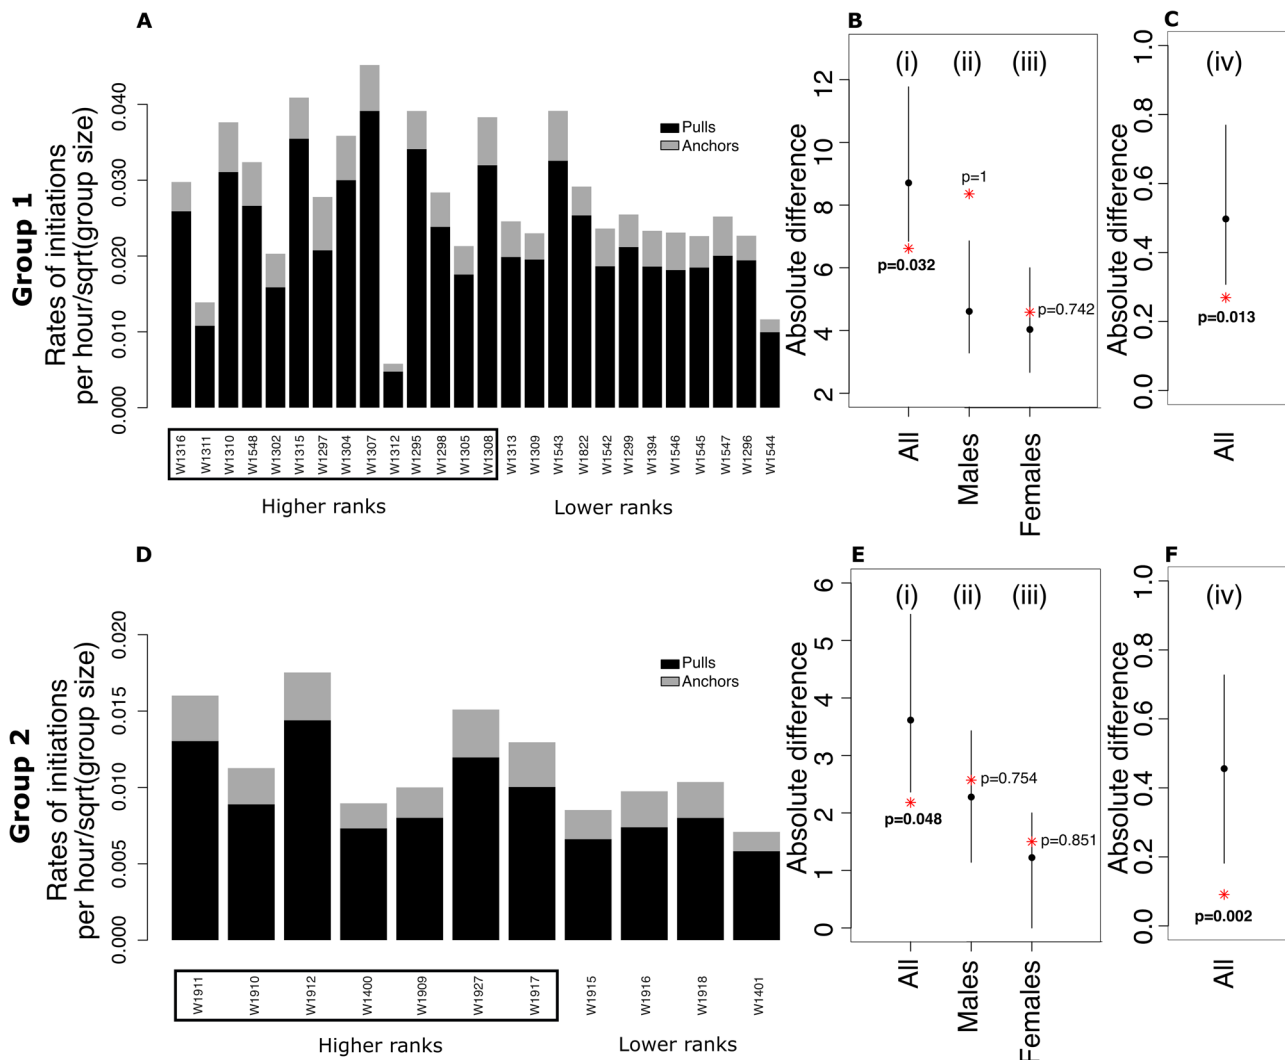 A
Group 1
Rates of initiations
per hour/sqrt(group size)
0.040
0.030
0.020
0.010
0.000
Pulls
Anchors
W1316
W1311
W1310
W1548
W1302
W1315
W1297
W1304
W1307
W1312
W1295
W1298
W1305
W1308
W1313
W1309
W1543
W1822
W1542
W1299
W1394
W1546
W1545
W1547
W1296
W1544
Higher ranks
Lower ranks
B
Absolute difference
12
10
8
6
4
2
(i)
(ii)
(iii)
p=1
p=0.032
p=0.742
All
Males
Females
C
Absolute difference
1.0
0.8
0.6
0.4
0.2
0.0
(iv)
p=0.013
All
D
Group 2
Rates of initiations
per hour/sqrt(group size)
0.020
0.015
0.010
0.005
0.000
Pulls
Anchors
W1911
W1910
W1912
W1400
W1909
W1927
W1917
W1915
W1916
W1918
W1401
Higher ranks
Lower ranks
E
Absolute difference
6
5
4
3
2
1
0
(i)
(ii)
(iii)
p=0.754
p=0.048
p=0.851
All
Males
Females
F
Absolute difference
1.0
0.8
0.6
0.4
0.2
0.0
(iv)
p=0.002
All